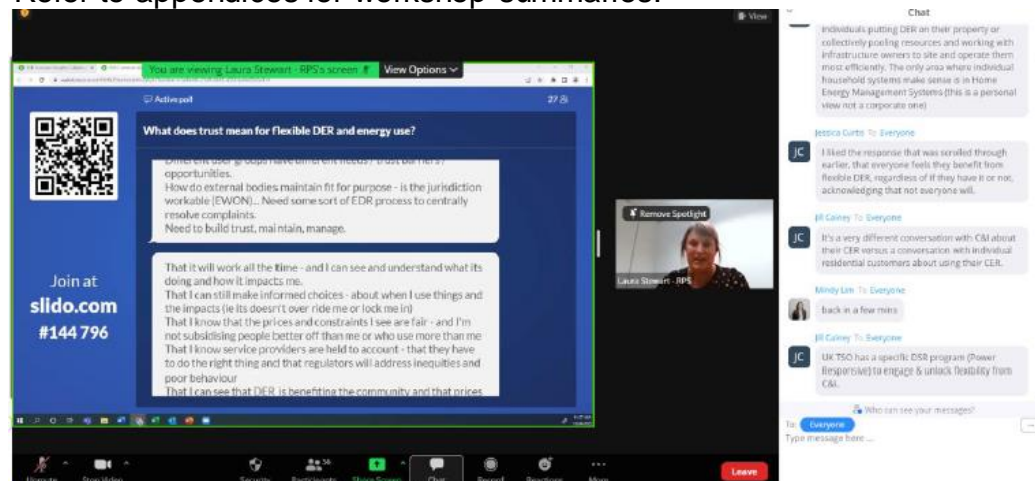 Refer to appendices for workshop summaries.
View
You are viewing Laura Stewart - RPS's screen
View Options
Active poll
27
What does trust mean for flexible DER and energy use?
Different user groups have different needs / trust barriers /
opportunities.
How do external bodies maintain fit for purpose - is the jurisdiction
workable (EWON)... Need some sort of EDR process to centrally
resolve complaints.
Need to build trust, maintain, manage.
That it will work all the time - and I can see and understand what its
doing and how it impacts me.
That I can still make informed choices - about when I use things and
the impacts (ie its doesn't over ride me or lock me in)
That I know that the prices and constraints I see are fair - and I'm
not subsidising people better off than me or who use more than me
That I know service providers are held to account - that they have
to do the right thing and that regulators will address inequities and
poor behaviour
That I can see that DER is benefiting the community and that prices
Join at
slido.com
#144 796
Remove Spotlight
Laura Stewart - RPS
Chat
individuals putting DER on their property or
collectively pooling resources and working with
infrastructure owners to site and operate them
most efficiently. The only area where individual
household systems make sense is in Home
Energy Management Systems (this is a personal
view not a corporate one)
Jessica Curtis To Everyone
JC
I liked the response that was scrolled through
earlier, that everyone feels they benefit from
flexible DER, regardless of if they have it or not,
acknowledging that not everyone will.
Jill Cainey To Everyone
JC
It's a very different conversation with C&I about
their CER versus a conversation with individual
residential customers about using their CER.
Mindy Lim To Everyone
back in a few mins
Jill Cainey To Everyone
JC
UK TSO has a specific DSR program (Power
Responsive) to engage & unlock flexibility from
C&I.
Who can see your messages?
To: Everyone
Type message here ...
Unmute
Stop Video
Security
Participants
56
Share Screen
Chat
Record
Reactions
More
Leave